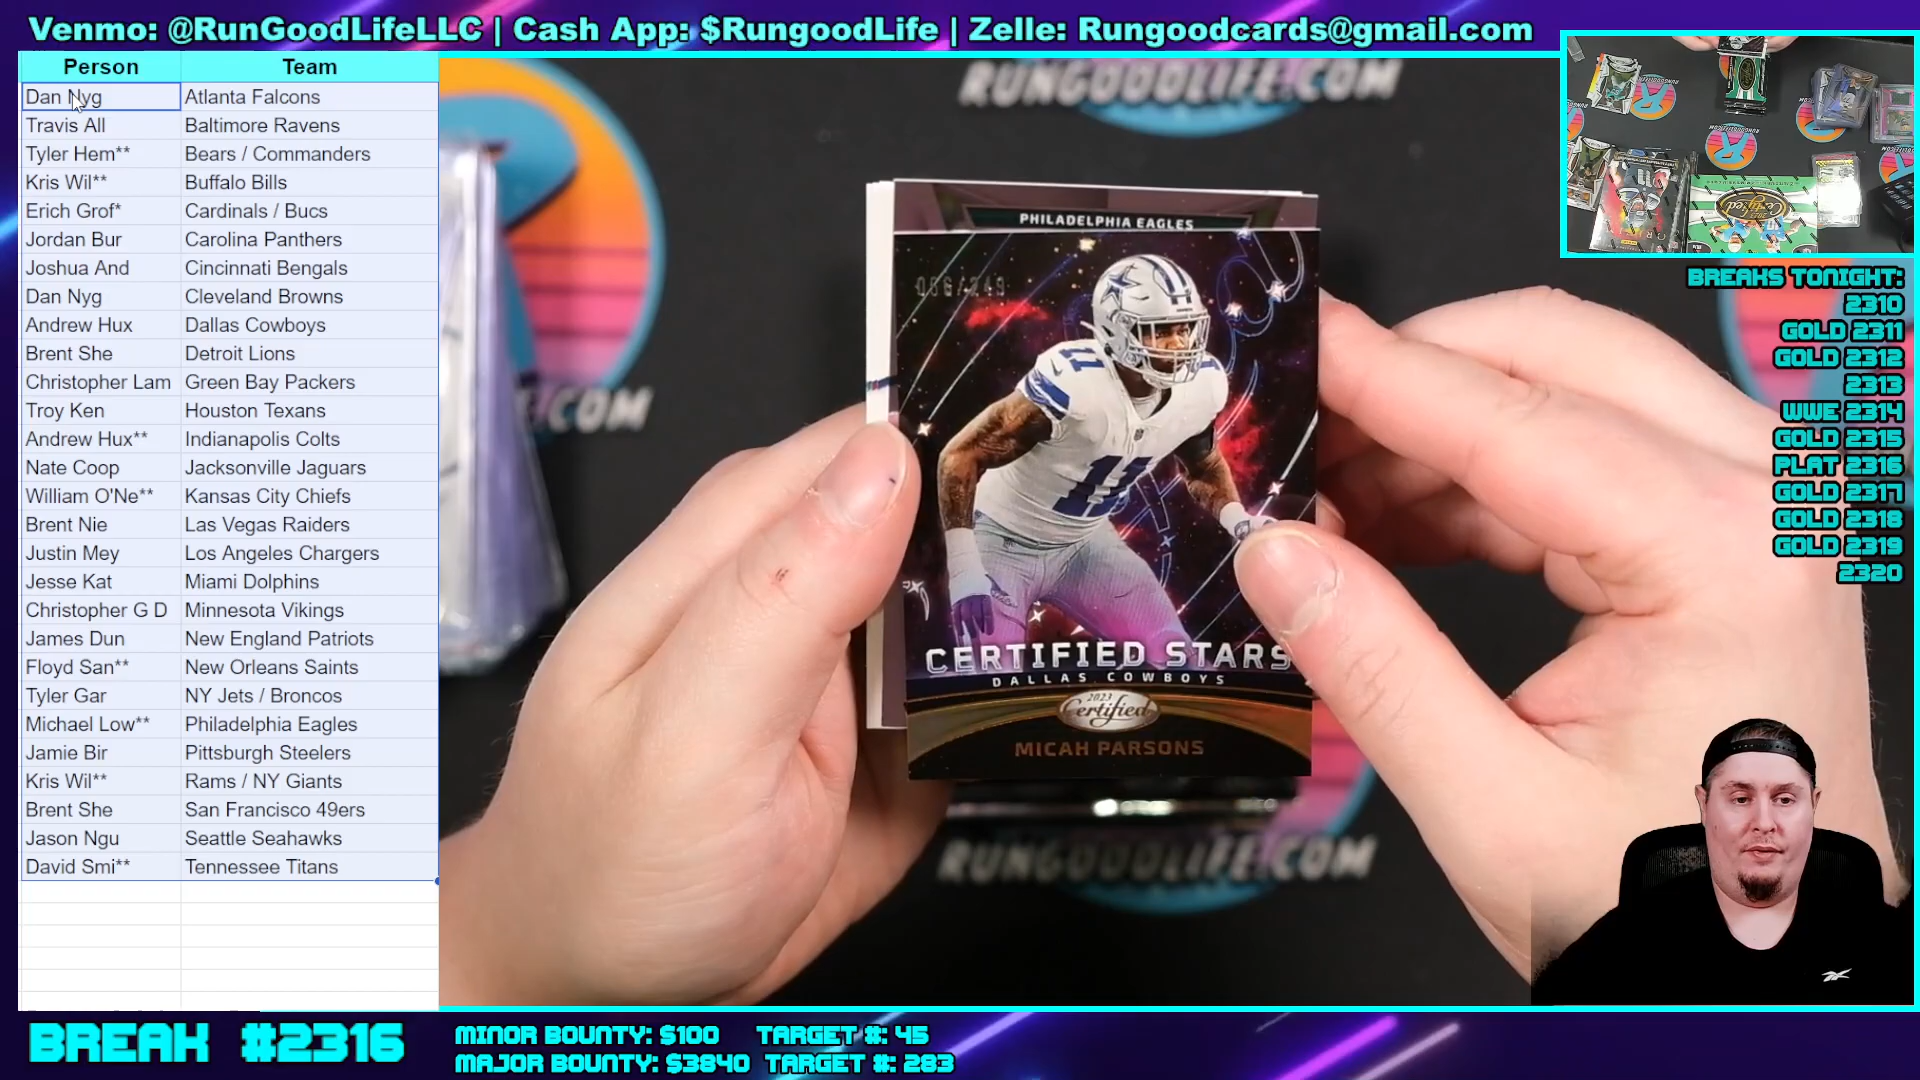 Venmo: @RunGoodLifeLLC | Cash App: $RungoodLife | Zelle: Rungoodcards@gmail.com
Person Team
Dan Nyg Atlanta Falcons
Travis All Baltimore Ravens
Tyler Hem** Bears / Commanders
Kris Wil** Buffalo Bills
Erich Grof* Cardinals / Bucs
Jordan Bur Carolina Panthers
Joshua And Cincinnati Bengals
Dan Nyg Cleveland Browns
Andrew Hux Dallas Cowboys
Brent She Detroit Lions
Christopher Lam Green Bay Packers
Troy Ken Houston Texans
Andrew Hux** Indianapolis Colts
Nate Coop Jacksonville Jaguars
William O'Ne** Kansas City Chiefs
Brent Nie Las Vegas Raiders
Justin Mey Los Angeles Chargers
Jesse Kat Miami Dolphins
Christopher G D Minnesota Vikings
James Dun New England Patriots
Floyd San** New Orleans Saints
Tyler Gar NY Jets / Broncos
Michael Low** Philadelphia Eagles
Jamie Bir Pittsburgh Steelers
Kris Wil** Rams / NY Giants
Brent She San Francisco 49ers
Jason Ngu Seattle Seahawks
David Smi** Tennessee Titans
RUNGOODLIFE.COM
PHILADELPHIA EAGLES
11
CERTIFIED STARS
DALLAS COWBOYS
2023
Certified
MICAH PARSONS
RUNGOODLIFE.COM
BREAKS TONIGHT:
2310
GOLD 2311
GOLD 2312
2313
WWE 2314
GOLD 2315
PLAT 2316
GOLD 2317
GOLD 2318
GOLD 2319
2320
BREAK #2316
MINOR BOUNTY: $100 TARGET #: 45
MAJOR BOUNTY: $3840 TARGET #: 283